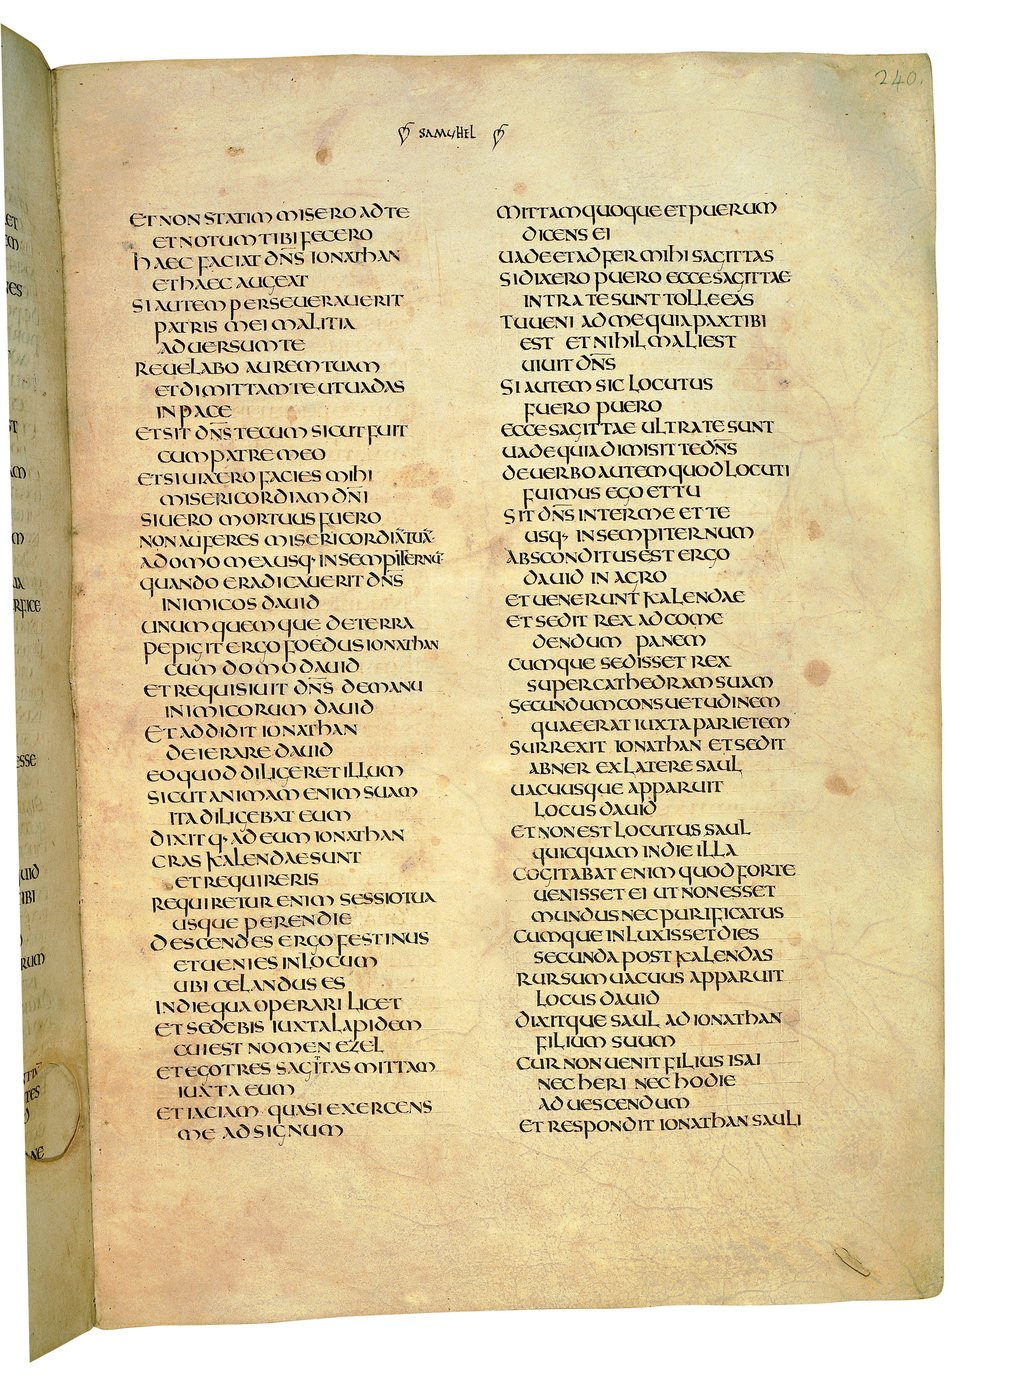 240.
SAMUHEL
ET NON STATIM MISERO AD TE
ET NOTUM TIBI FECERO
HAEC FACIAT DN̅S IONATHAN
ET HAEC AUGEAT
SI AUTEM PERSEUERAUERIT
PATRIS MEI MALITIA
ADUERSUM TE
REUELABO AUREM TUAM
ET DIMITTAM TE UT UADAS
IN PACE
ET SIT DN̅S TECUM SICUT FUIT
CUM PATRE MEO
ET SI UIXERO FACIES MIHI
MISERICORDIAM DN̅I
SI UERO MORTUUS FUERO
NON AUFERES MISERICORDIA̅ TUA̅·
A DOMO MEA USQ· IN SEMPITERNU̅·
QUANDO ERADICAUERIT DN̅S
INIMICOS DAUID
UNUMQUEMQUE DE TERRA
PEPIGIT ERGO FOEDUS IONATHAN
CUM DOMO DAUID
ET REQUISIUIT DN̅S DE MANU
INIMICORUM DAUID
ET ADDIDIT IONATHAN
DEIERARE DAUID
EO QUOD DILIGERET ILLUM
SICUT ANIMAM ENIM SUAM
ITA DILIGEBAT EUM
DIXITQ· AD EUM IONATHAN
CRAS KALENDAE SUNT
ET REQUIRERIS
REQUIRETUR ENIM SESSIO TUA
USQUE PERENDIE
DESCENDES ERGO FESTINUS
ET UENIES IN LOCUM
UBI CELANDUS ES
IN DIE QUA OPERARI LICET
ET SEDEBIS IUXTA LAPIDEM
CUI EST NOMEN EZEL
ET EGO TRES SAGITTAS MITTAM
IUXTA EUM
ET IACIAM QUASI EXERCENS
ME AD SIGNUM
MITTAM QUOQUE ET PUERUM
DICENS EI
UADE ET ADFER MIHI SAGITTAS
SI DIXERO PUERO ECCE SAGITTAE
INTRA TE SUNT TOLLE EAS
TU UENI AD ME QUIA PAX TIBI
EST ET NIHIL MALI EST
UIUIT DN̅S
SI AUTEM SIC LOCUTUS
FUERO PUERO
ECCE SAGITTAE ULTRA TE SUNT
UADE QUIA DIMISIT TE DN̅S
DE UERBO AUTEM QUOD LOCUTI
FUIMUS EGO ET TU
SIT DN̅S INTER ME ET TE
USQ· IN SEMPITERNUM
ABSCONDITUS EST ERGO
DAUID IN AGRO
ET UENERUNT KALENDAE
ET SEDIT REX AD COME
DENDUM PANEM
CUMQUE SEDISSET REX
SUPER CATHEDRAM SUAM
SECUNDUM CONSUETUDINEM
QUAE ERAT IUXTA PARIETEM
SURREXIT IONATHAN ET SEDIT
ABNER EX LATERE SAUL
UACUUSQUE APPARUIT
LOCUS DAUID
ET NON EST LOCUTUS SAUL
QUICQUAM IN DIE ILLA
COGITABAT ENIM QUOD FORTE
UENISSET EI UT NON ESSET
MUNDUS NEC PURIFICATUS
CUMQUE INLUXISSET DIES
SECUNDA POST KALENDAS
RURSUM UACUUS APPARUIT
LOCUS DAUID
DIXITQUE SAUL AD IONATHAN
FILIUM SUUM
CUR NON UENIT FILIUS ISAI
NEC HERI NEC HODIE
AD UESCENDUM
ET RESPONDIT IONATHAN SAULI